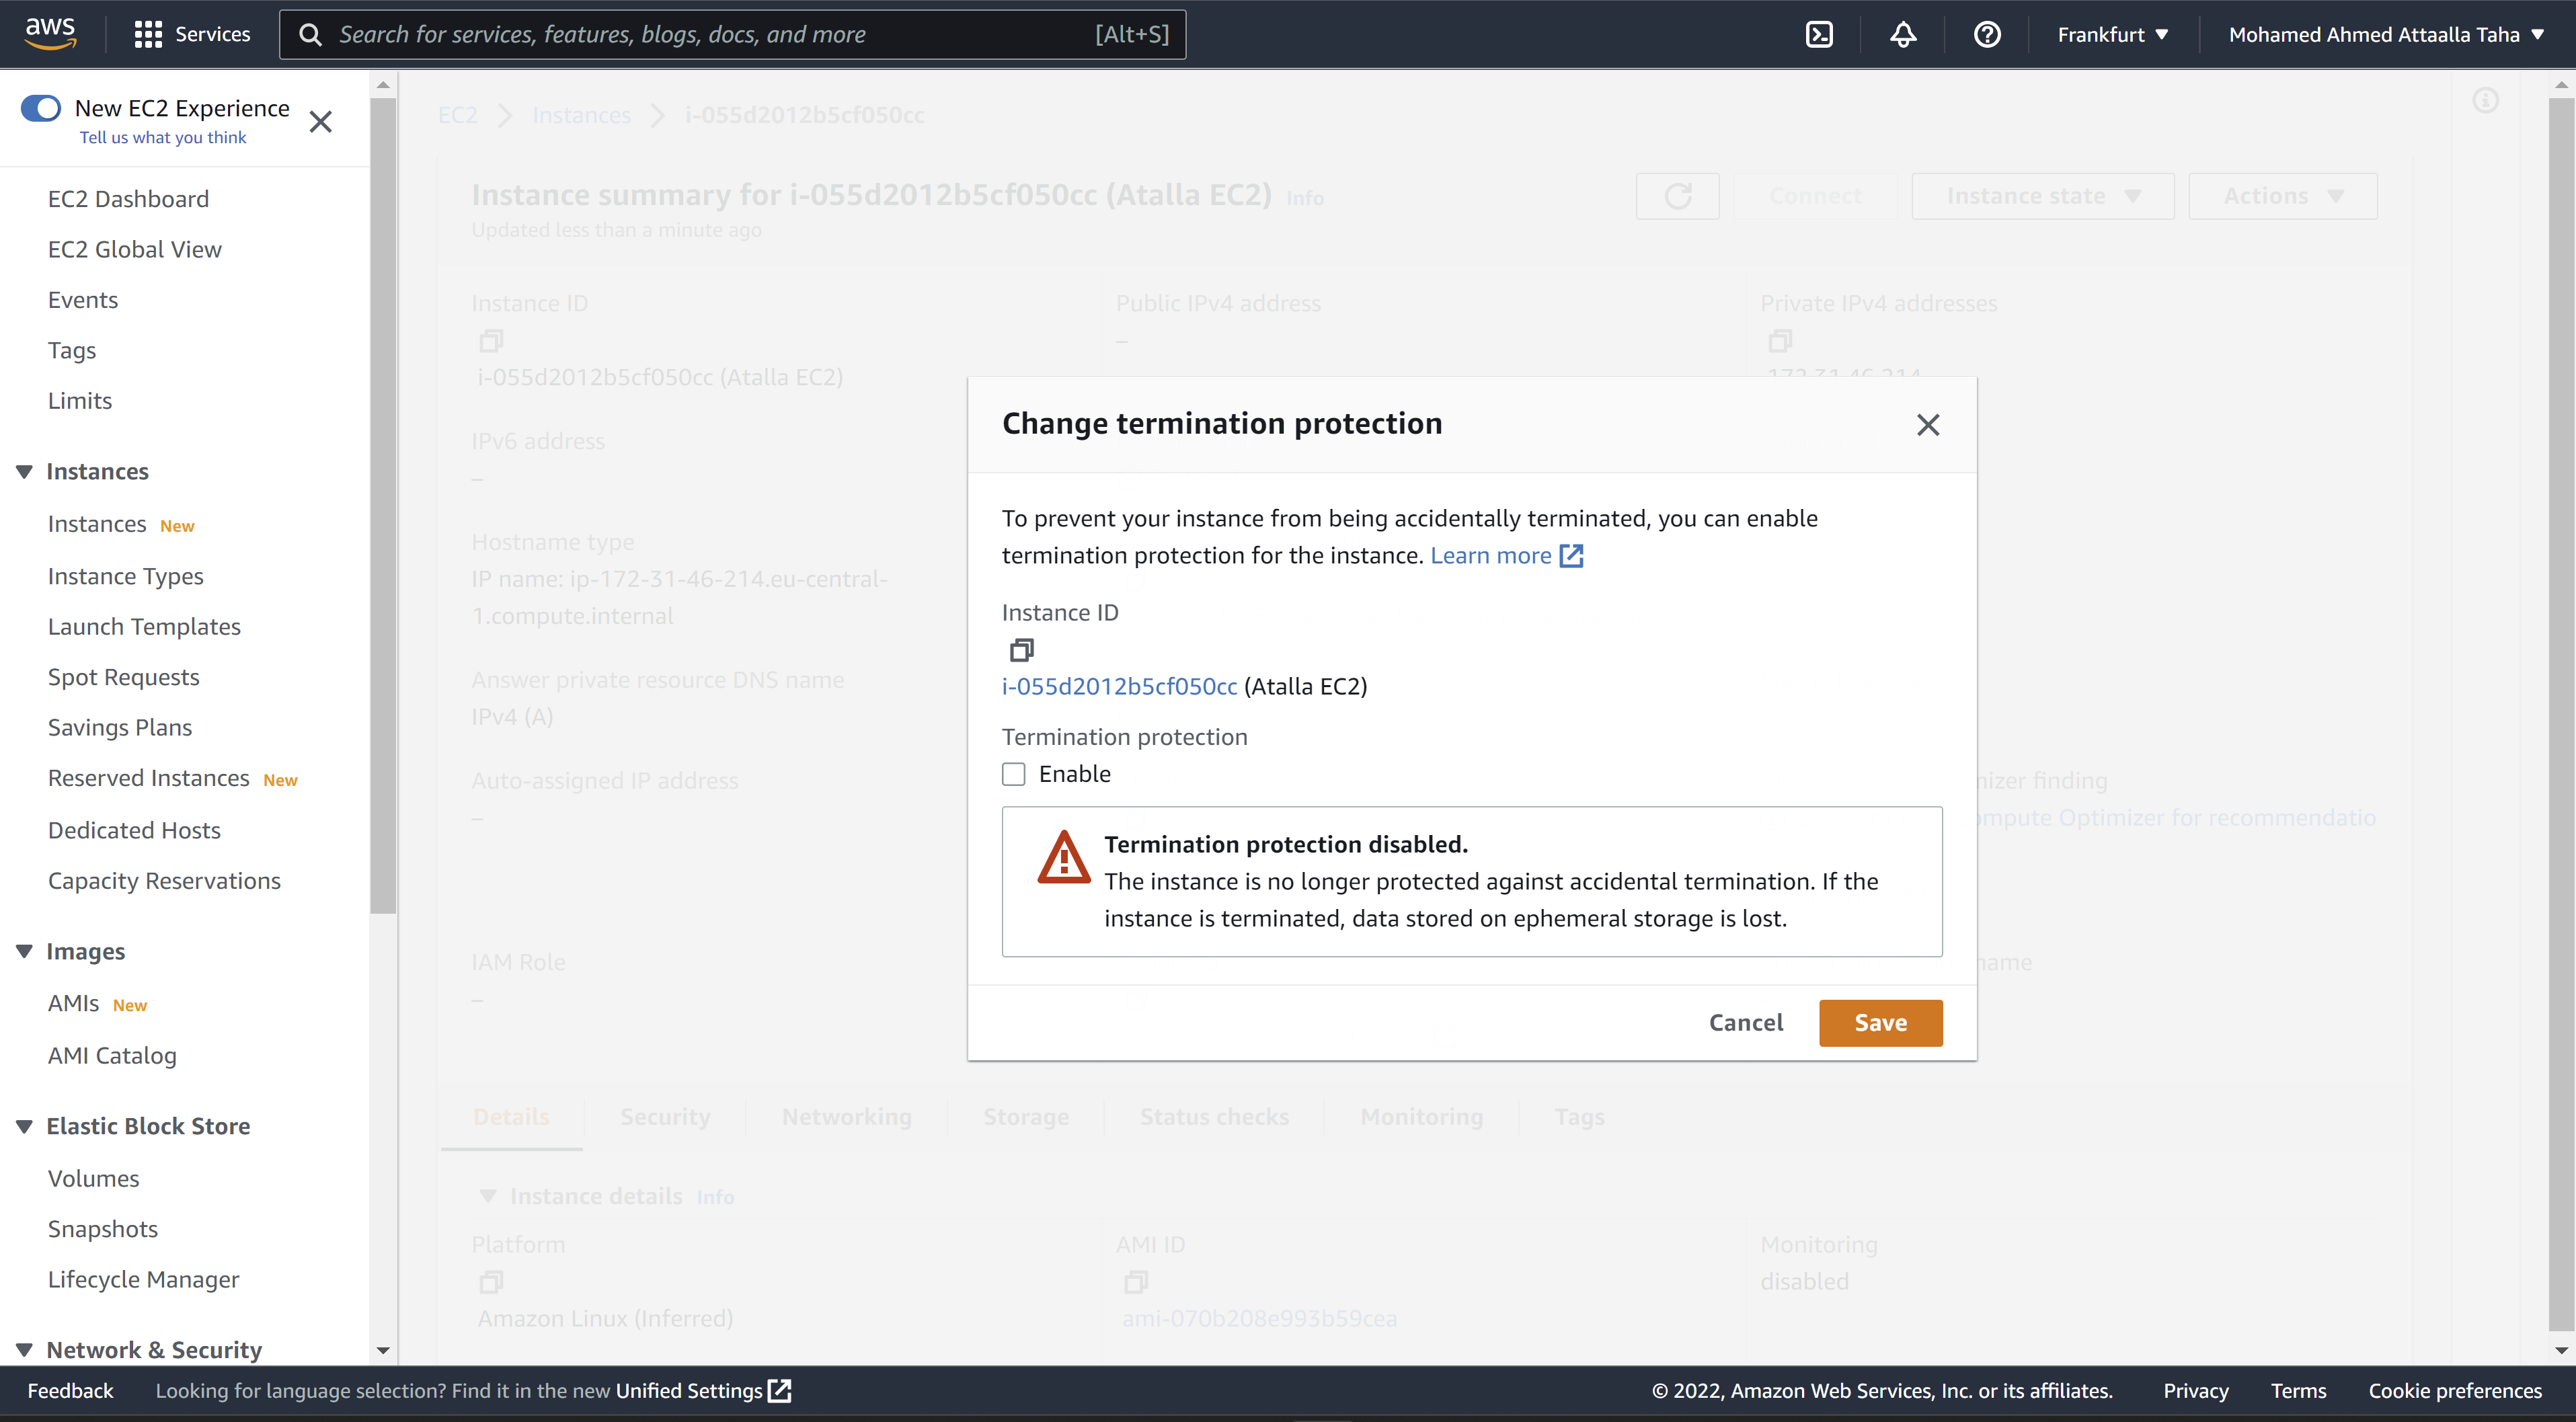 aws
Services
Search for services, features, blogs, docs, and more
[Alt+S]
Frankfurt
Mohamed Ahmed Attaalla Taha
New EC2 Experience
Tell us what you think
EC2 Dashboard
EC2 Global View
Events
Tags
Limits
Instances
Instances New
Instance Types
Launch Templates
Spot Requests
Savings Plans
Reserved Instances New
Dedicated Hosts
Capacity Reservations
Images
AMIs New
AMI Catalog
Elastic Block Store
Volumes
Snapshots
Lifecycle Manager
Network & Security
EC2
Instances
i-055d2012b5cf050cc
Instance summary for i-055d2012b5cf050cc (Atalla EC2) Info
Updated less than a minute ago
Connect
Instance state
Actions
Instance ID
i-055d2012b5cf050cc (Atalla EC2)
Public IPv4 address
–
Private IPv4 addresses
172.31.46.214
IPv6 address
–
Hostname type
IP name: ip-172-31-46-214.eu-central-
1.compute.internal
Answer private resource DNS name
IPv4 (A)
Auto-assigned IP address
–
IAM Role
–
Change termination protection
To prevent your instance from being accidentally terminated, you can enable
termination protection for the instance. Learn more
Instance ID
i-055d2012b5cf050cc (Atalla EC2)
Termination protection
Enable
Termination protection disabled.
The instance is no longer protected against accidental termination. If the
instance is terminated, data stored on ephemeral storage is lost.
Cancel
Save
finding
Optimizer for recommendatio
name
Details
Security
Networking
Storage
Status checks
Monitoring
Tags
Instance details Info
Platform
Amazon Linux (Inferred)
AMI ID
ami-070b208e993b59cea
Monitoring
disabled
Feedback
Looking for language selection? Find it in the new Unified Settings
© 2022, Amazon Web Services, Inc. or its affiliates.
Privacy
Terms
Cookie preferences